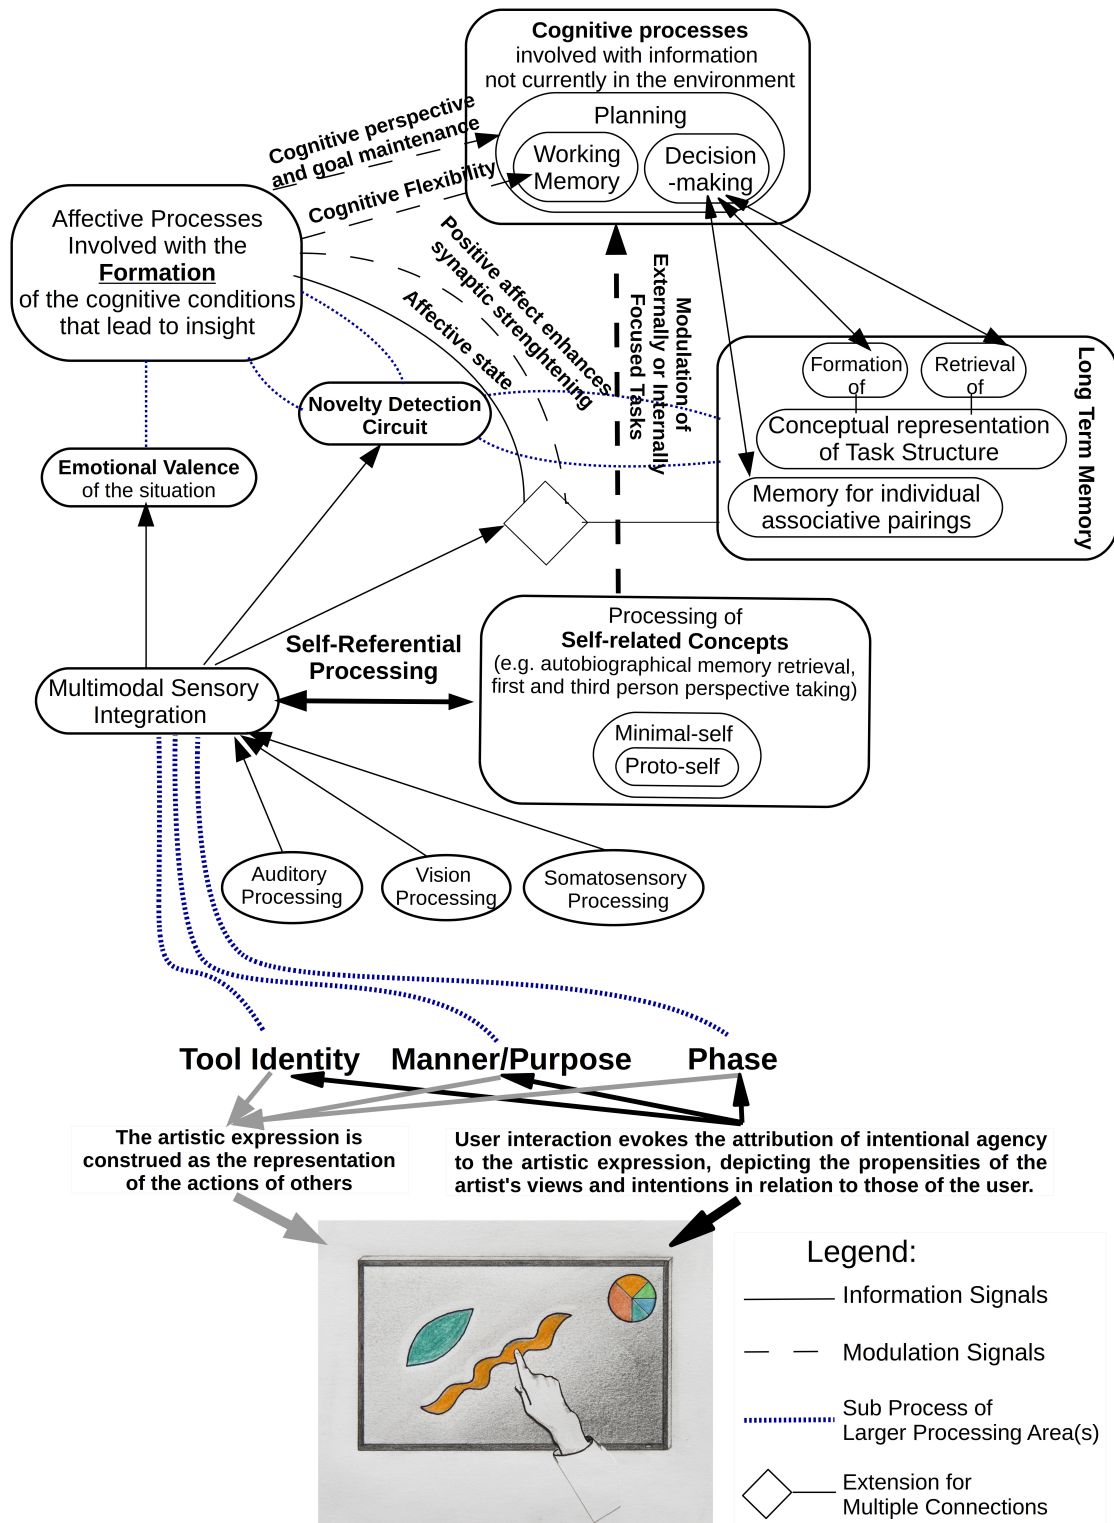 Cognitive processes
involved with information
not currently in the environment
Planning
Working
Memory
Decision
-making
Cognitive perspective
and goal maintenance
Cognitive Flexibility
Positive affect enhances
synaptic strenghtening
Affective state
Affective Processes
Involved with the
Formation
of the cognitive conditions
that lead to insight
Modulation of
Externally or Internally
Focused Tasks
Novelty Detection
Circuit
Emotional Valence
of the situation
Formation
of
Retrieval
of
Conceptual representation
of Task Structure
Memory for individual
associative pairings
Long Term Memory
Self-Referential
Processing
Multimodal Sensory
Integration
Processing of
Self-related Concepts
(e.g. autobiographical memory retrieval,
first and third person perspective taking)
Minimal-self
Proto-self
Auditory
Processing
Vision
Processing
Somatosensory
Processing
Tool Identity
Manner/Purpose
Phase
The artistic expression is
construed as the representation
of the actions of others
User interaction evokes the attribution of intentional agency
to the artistic expression, depicting the propensities of the
artist's views and intentions in relation to those of the user.
Legend:
Information Signals
Modulation Signals
Sub Process of
Larger Processing Area(s)
Extension for
Multiple Connections